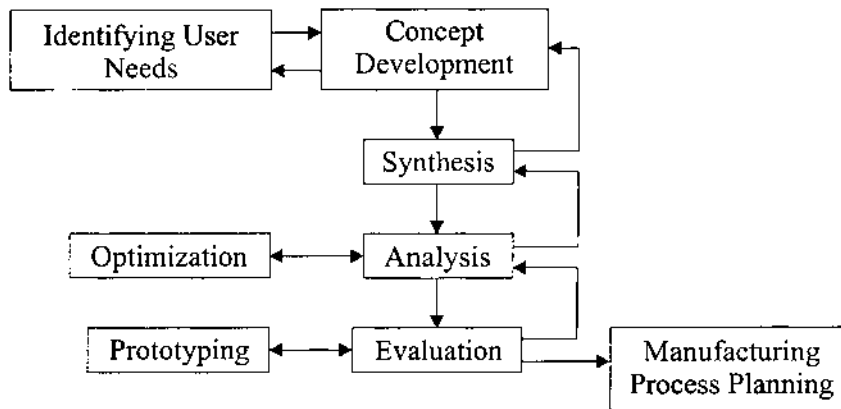 Identifying User
Needs
Concept
Development
Synthesis
Optimization
Analysis
Prototyping
Evaluation
Manufacturing
Process Planning